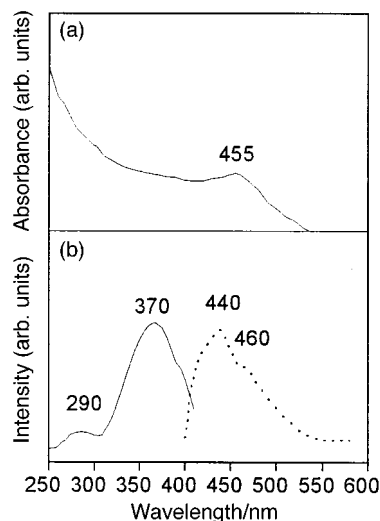 (a)
Absorbance (arb. units)
455
(b)
Intensity (arb. units)
290
370
440
460
250 300 350 400 450 500 550 600
Wavelength/nm